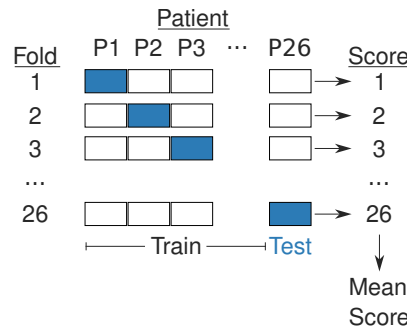 Patient
Fold P1 P2 P3 ... P26 Score
1 1
2 2
3 3
... ...
26 26
Train Test
Mean
Score